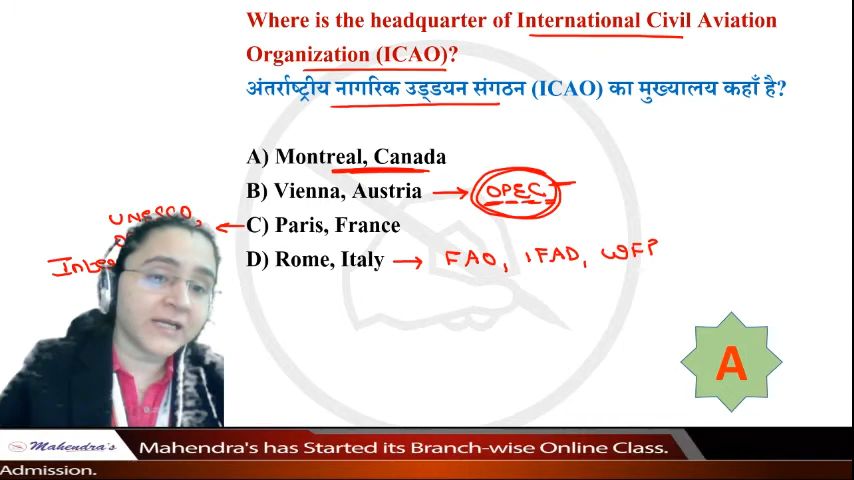 Where is the headquarter of International Civil Aviation
Organization (ICAO)?
अंतर्राष्ट्रीय नागरिक उड्डयन संगठन (ICAO) का मुख्यालय कहाँ है?
A) Montreal, Canada
B) Vienna, Austria → OPEC
UNESCO, ← C) Paris, France
D) Rome, Italy → FAO, IFAD, WFP
A
Mahendra's
Mahendra's has Started its Branch-wise Online Class.
Admission.